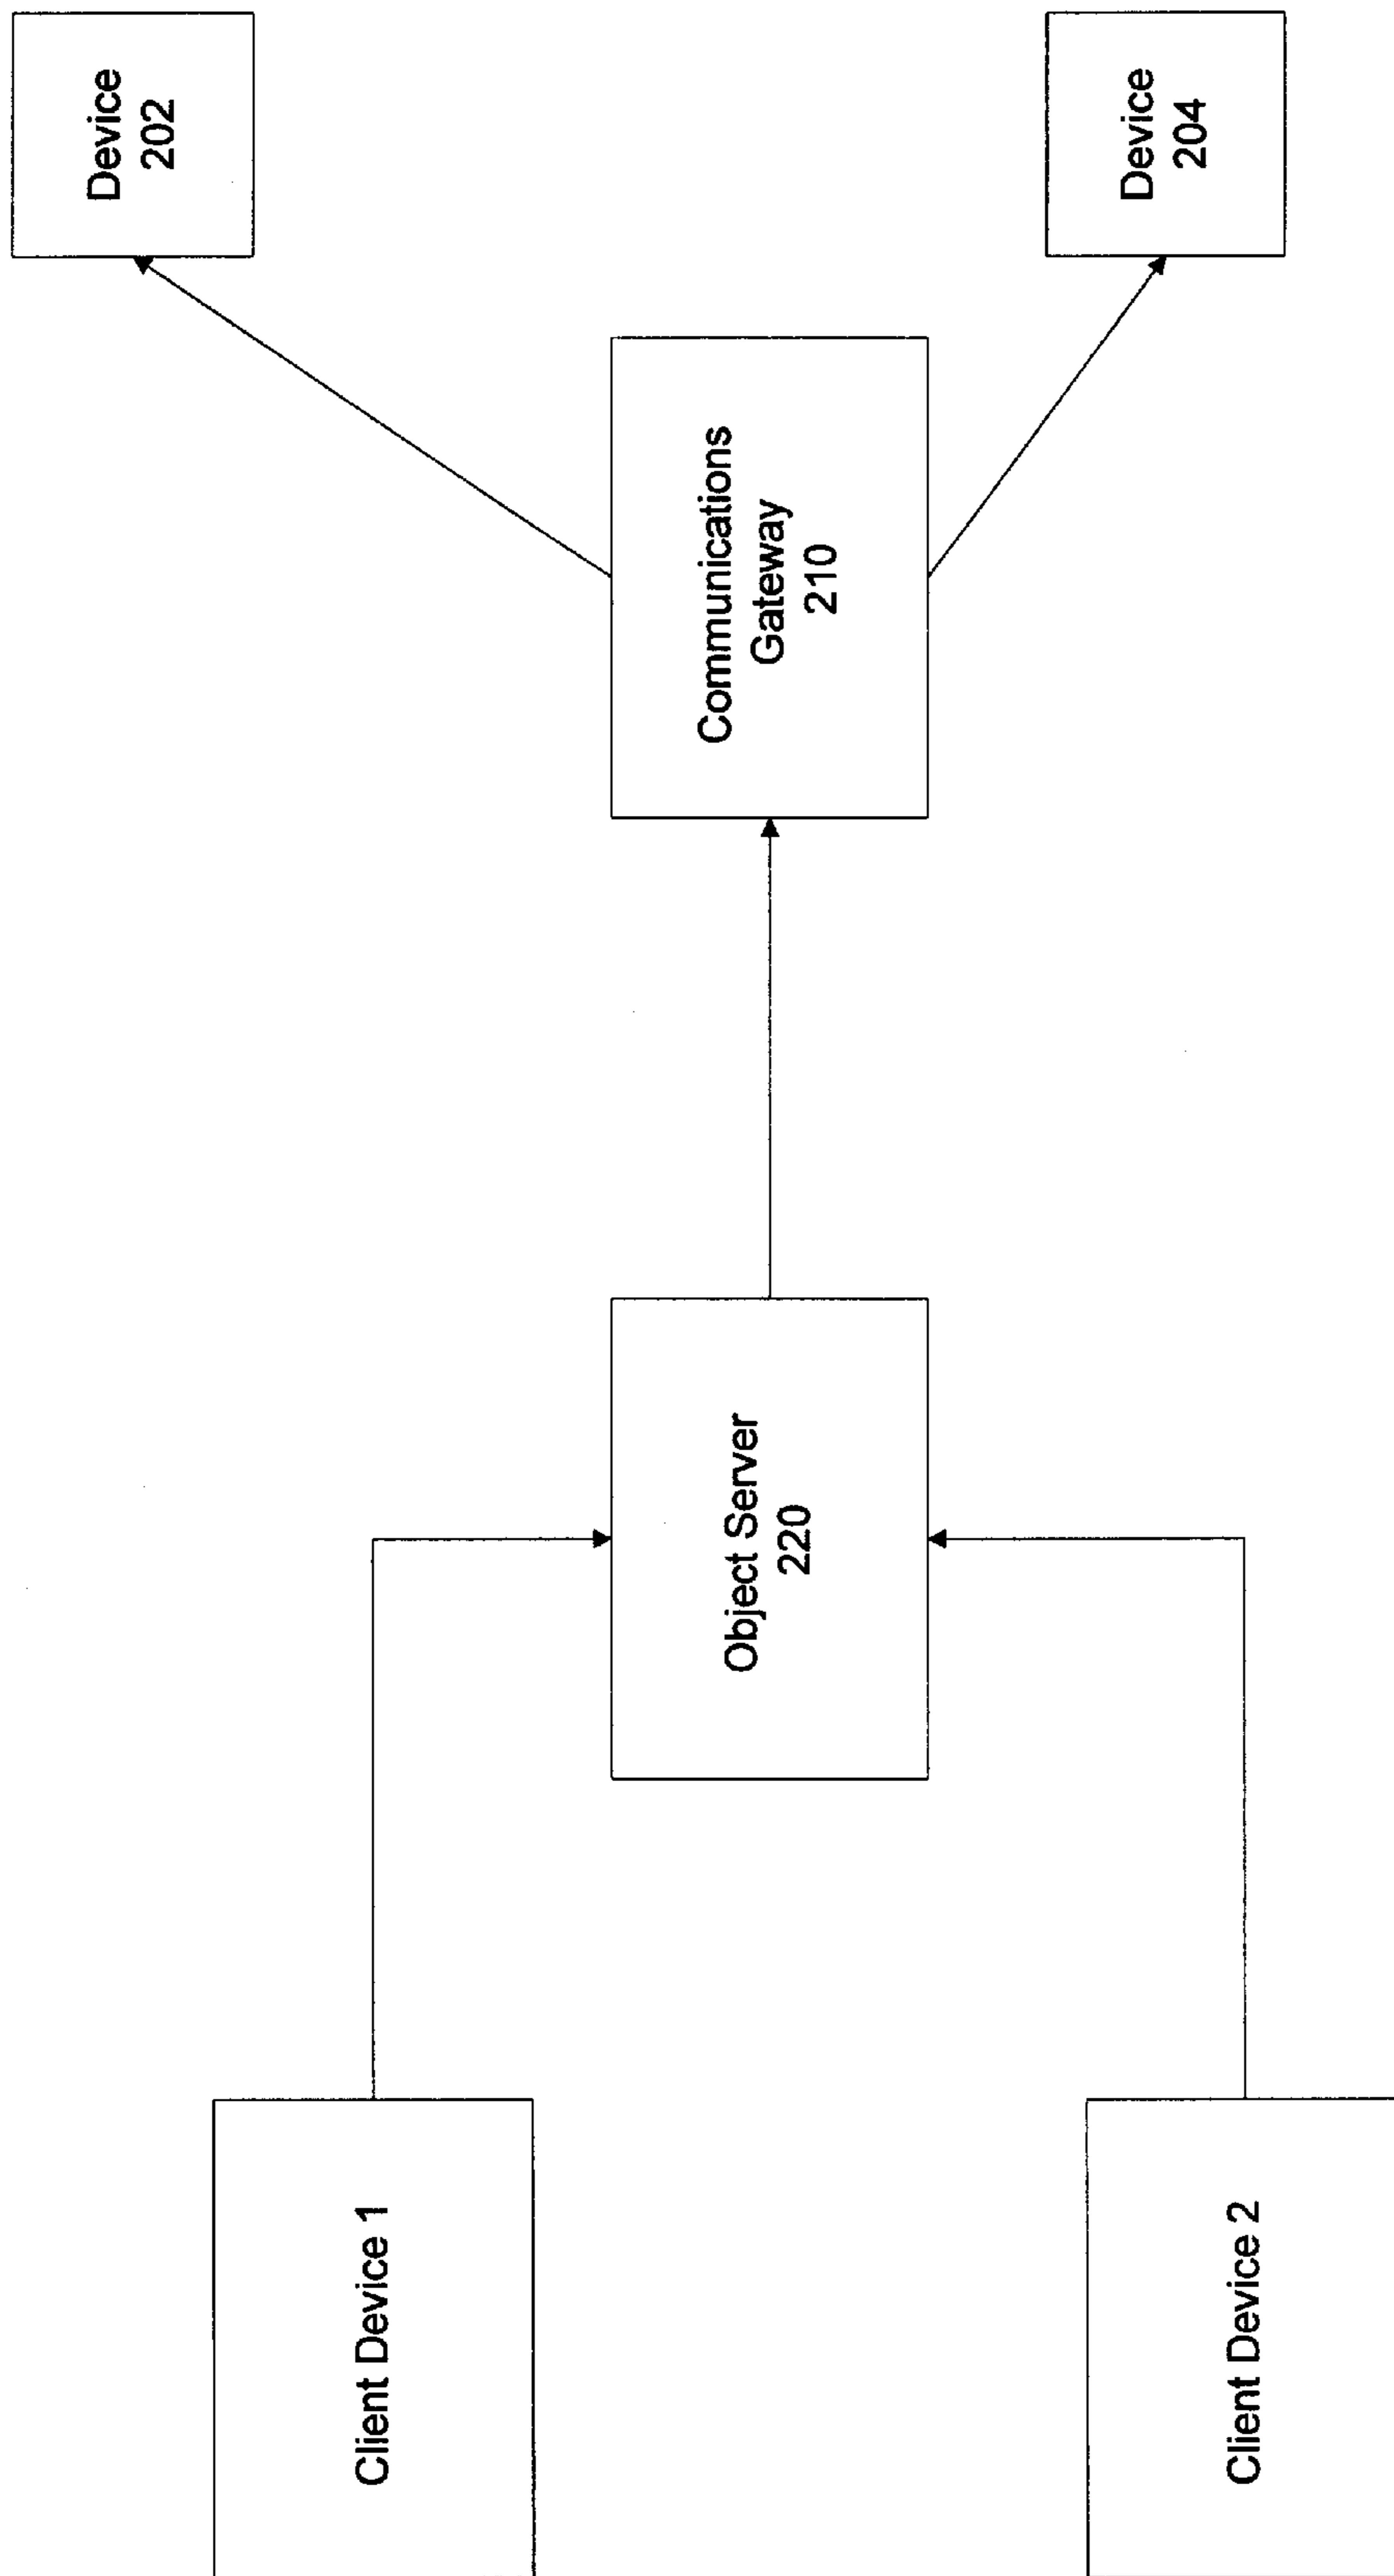 Client Device 1
Client Device 2
Object Server
220
Communications
Gateway
210
Device
202
Device
204